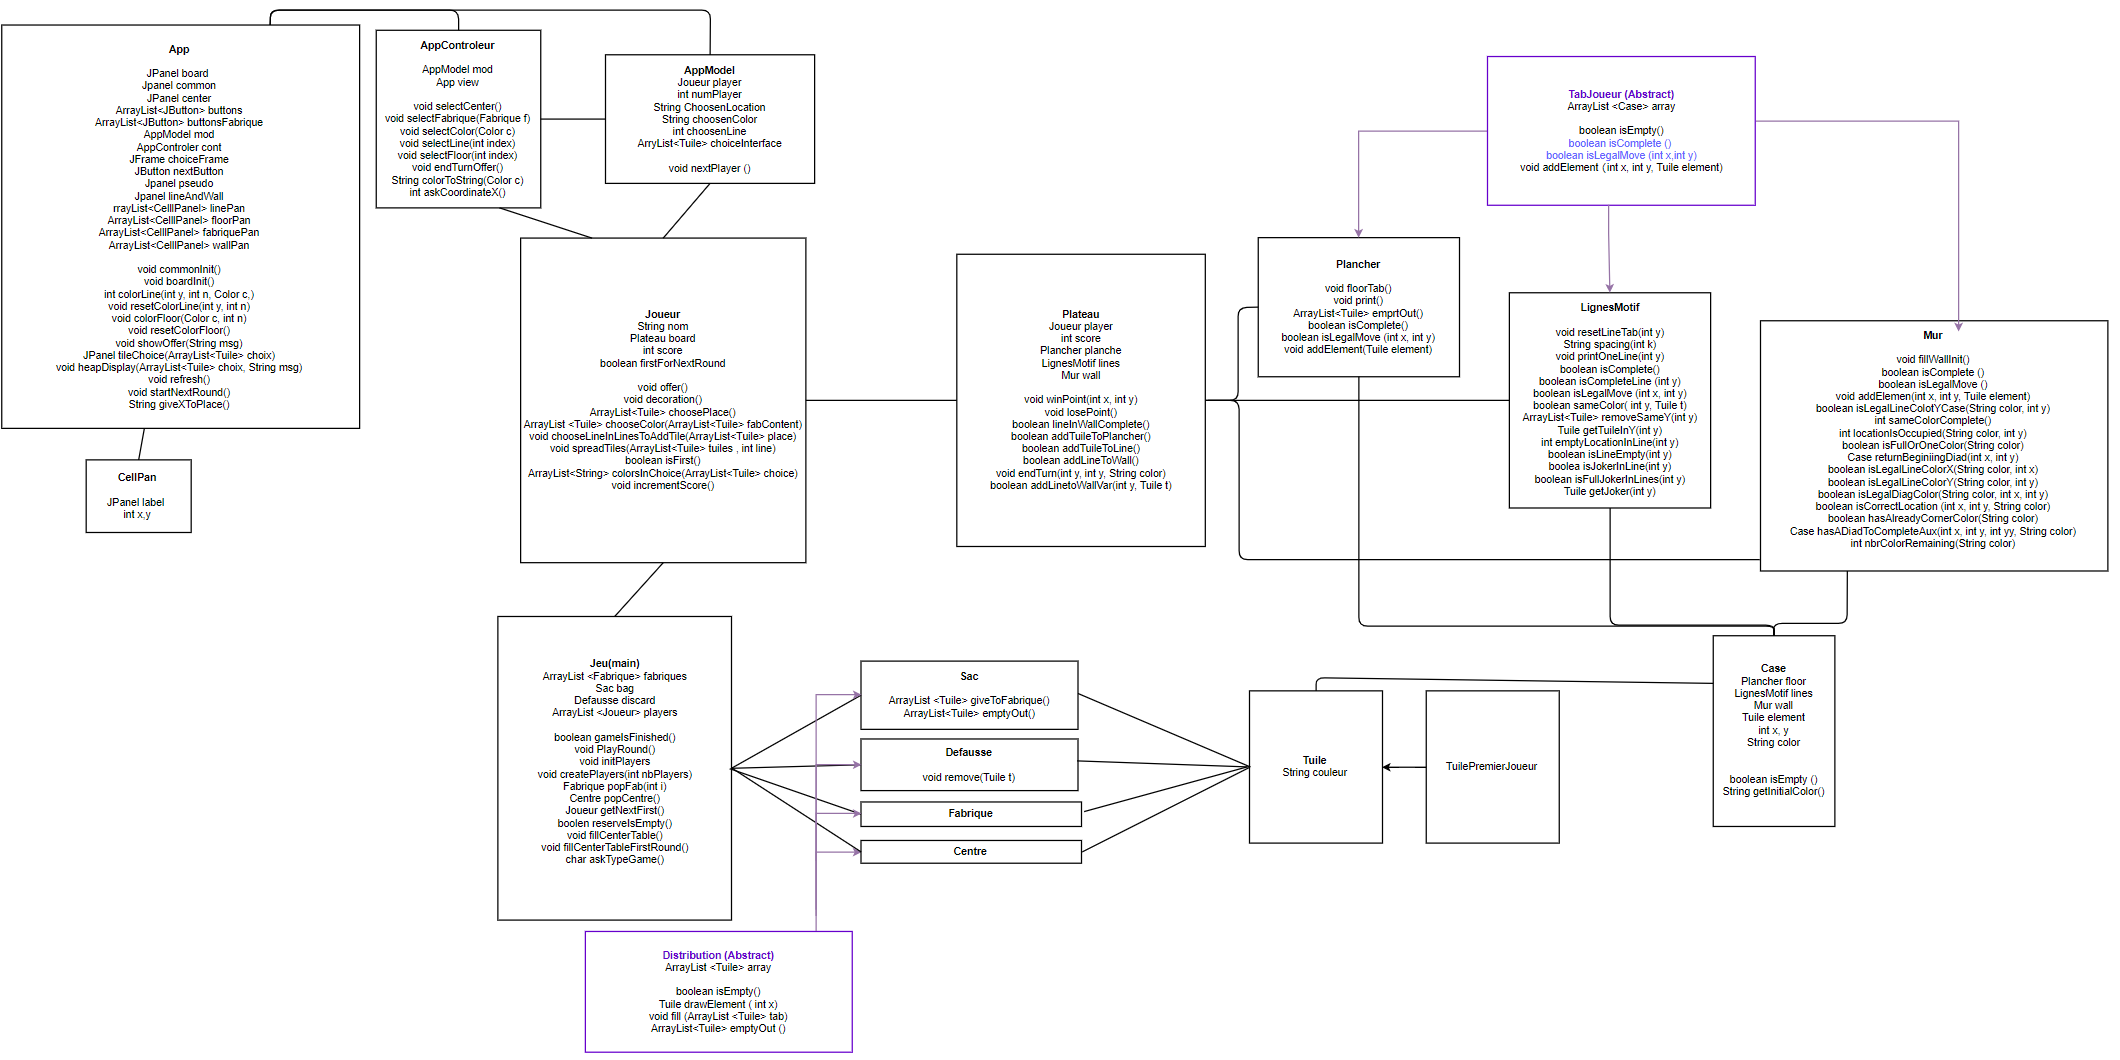 App
JPanel board
Jpanel common
JPanel center
ArrayList<JButton> buttons
ArrayList<JButton> buttonsFabrique
AppModel mod
AppControler cont
JFrame choiceFrame
JButton nextButton
Jpanel pseudo
Jpanel lineAndWall
rrayList<CelllPanel> linePan
ArrayList<CelllPanel> floorPan
ArrayList<CelllPanel> fabriquePan
ArrayList<CelllPanel> wallPan
void commonInit()
void boardInit()
int colorLine(int y, int n, Color c,)
void resetColorLine(int y, int n)
void colorFloor(Color c, int n)
void resetColorFloor()
void showOffer(String msg)
JPanel tileChoice(ArrayList<Tuile> choix)
void heapDisplay(ArrayList<Tuile> choix, String msg)
void refresh()
void startNextRound()
String giveXToPlace()
CellPan
JPanel label
int x,y
AppControleur
AppModel mod
App view
void selectCenter()
void selectFabrique(Fabrique f)
void selectColor(Color c)
void selectLine(int index)
void selectFloor(int index)
void endTurnOffer()
String colorToString(Color c)
int askCoordinateX()
AppModel
Joueur player
int numPlayer
String ChoosenLocation
String choosenColor
int choosenLine
ArryList<Tuile> choiceInterface
void nextPlayer ()
Joueur
String nom
Plateau board
int score
boolean firstForNextRound
void offer()
void decoration()
ArrayList<Tuile> choosePlace()
ArrayList <Tuile> chooseColor(ArrayList<Tuile> fabContent)
void chooseLineInLinesToAddTile(ArrayList<Tuile> place)
void spreadTiles(ArrayList<Tuile> tuiles , int line)
boolean isFirst()
ArrayList<String> colorsInChoice(ArrayList<Tuile> choice)
void incrementScore()
Plateau
Joueur player
int score
Plancher planche
LignesMotif lines
Mur wall
void winPoint(int x, int y)
void losePoint()
boolean lineInWallComplete()
boolean addTuileToPlancher()
boolean addTuileToLine()
boolean addLineToWall()
void endTurn(int y, int y, String color)
boolean addLinetoWallVar(int y, Tuile t)
TabJoueur (Abstract)
ArrayList <Case> array
boolean isEmpty()
boolean isComplete ()
boolean isLegalMove (int x,int y)
void addElement ( int x, int y, Tuile element)
Plancher
void floorTab()
void print()
ArrayList<Tuile> emprtOut()
boolean isComplete()
boolean isLegalMove (int x, int y)
void addElement(Tuile element)
LignesMotif
void resetLineTab(int y)
String spacing(int k)
void printOneLine(int y)
boolean isComplete()
boolean isCompleteLine (int y)
boolean isLegalMove (int x, int y)
boolean sameColor( int y, Tuile t)
ArrayList<Tuile> removeSameY(int y)
Tuile getTuileInY(int y)
int emptyLocationInLine(int y)
boolean isLineEmpty(int y)
boolea isJokerInLine(int y)
boolean isFullJokerInLines(int y)
Tuile getJoker(int y)
Mur
void fillWallInit()
boolean isComplete ()
boolean isLegalMove ()
void addElemen(int x, int y, Tuile element)
boolean isLegalLineColotYCase(String color, int y)
int sameColorComplete()
int locationIsOccupied(String color, int y)
boolean isFullOrOneColor(String color)
Case returnBeginiingDiad(int x, int y)
boolean isLegalLineColorX(String color, int x)
boolean isLegalLineColorY(String color, int y)
boolean isLegalDiagColor(String color, int x, int y)
boolean isCorrectLocation (int x, int y, String color)
boolean hasAlreadyCornerColor(String color)
Case hasADiadToCompleteAux(int x, int y, int yy, String color)
int nbrColorRemaining(String color)
Jeu(main)
ArrayList <Fabrique> fabriques
Sac bag
Defausse discard
ArrayList <Joueur> players
boolean gameIsFinished()
void PlayRound()
void initPlayers
void createPlayers(int nbPlayers)
Fabrique popFab(int i)
Centre popCentre()
Joueur getNextFirst()
boolen reserveIsEmpty()
void fillCenterTable()
void fillCenterTableFirstRound()
char askTypeGame()
Sac
ArrayList <Tuile> giveToFabrique()
ArrayList<Tuile> emptyOut()
Defausse
void remove(Tuile t)
Fabrique
Centre
Tuile
String couleur
TuilePremierJoueur
Case
Plancher floor
LignesMotif lines
Mur wall
Tuile element
int x, y
String color
boolean isEmpty ()
String getInitialColor()
Distribution (Abstract)
ArrayList <Tuile> array
boolean isEmpty()
Tuile drawElement ( int x)
void fill (ArrayList <Tuile> tab)
ArrayList<Tuile> emptyOut ()